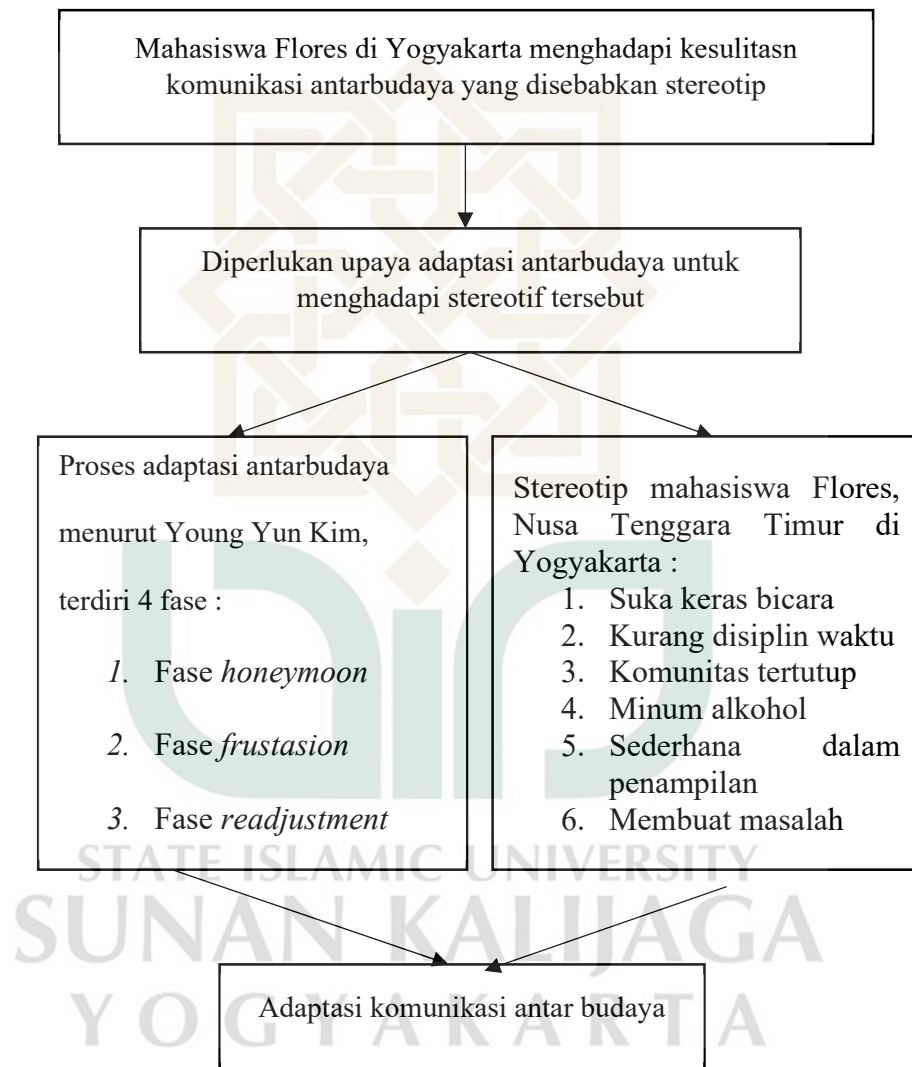 Mahasiswa Flores di Yogyakarta menghadapi kesulitasn
komunikasi antarbudaya yang disebabkan stereotip
Diperlukan upaya adaptasi antarbudaya untuk
menghadapi stereotif tersebut
Proses adaptasi antarbudaya
menurut Young Yun Kim,
terdiri 4 fase :
1. Fase honeymoon
2. Fase frustasion
3. Fase readjustment
Stereotip mahasiswa Flores,
Nusa Tenggara Timur di
Yogyakarta :
1. Suka keras bicara
2. Kurang disiplin waktu
3. Komunitas tertutup
4. Minum alkohol
5. Sederhana dalam
penampilan
6. Membuat masalah
STATE ISLAMIC UNIVERSITY
SUNAN KALIJAGA
YOGYAKARTA
Adaptasi komunikasi antar budaya